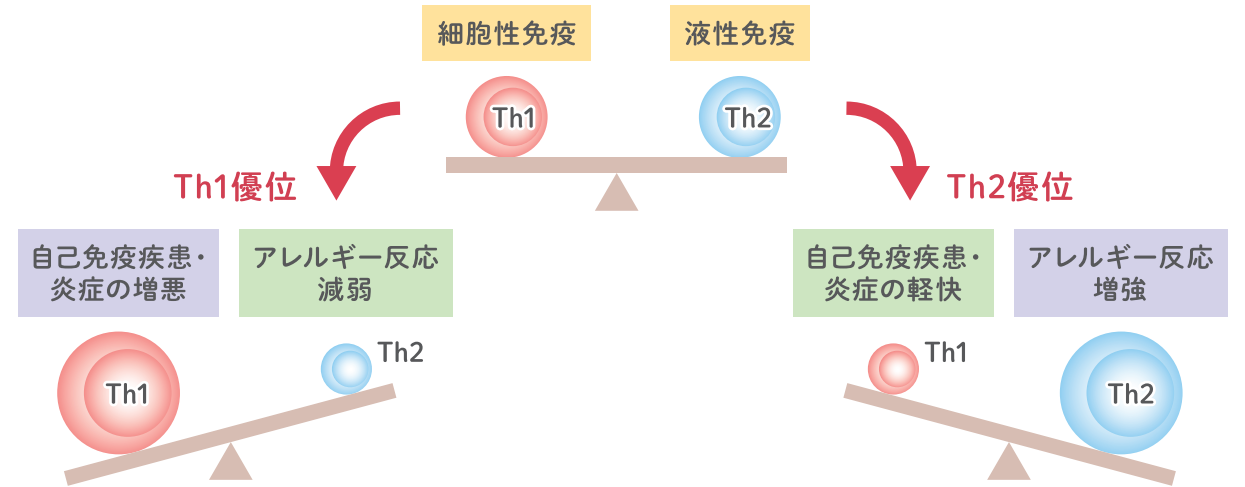 細胞性免疫
液性免疫
Th1
Th2
Th1優位
Th2優位
自己免疫疾患・
炎症の増悪
アレルギー反応
減弱
Th1
Th2
自己免疫疾患・
炎症の軽快
アレルギー反応
増強
Th1
Th2